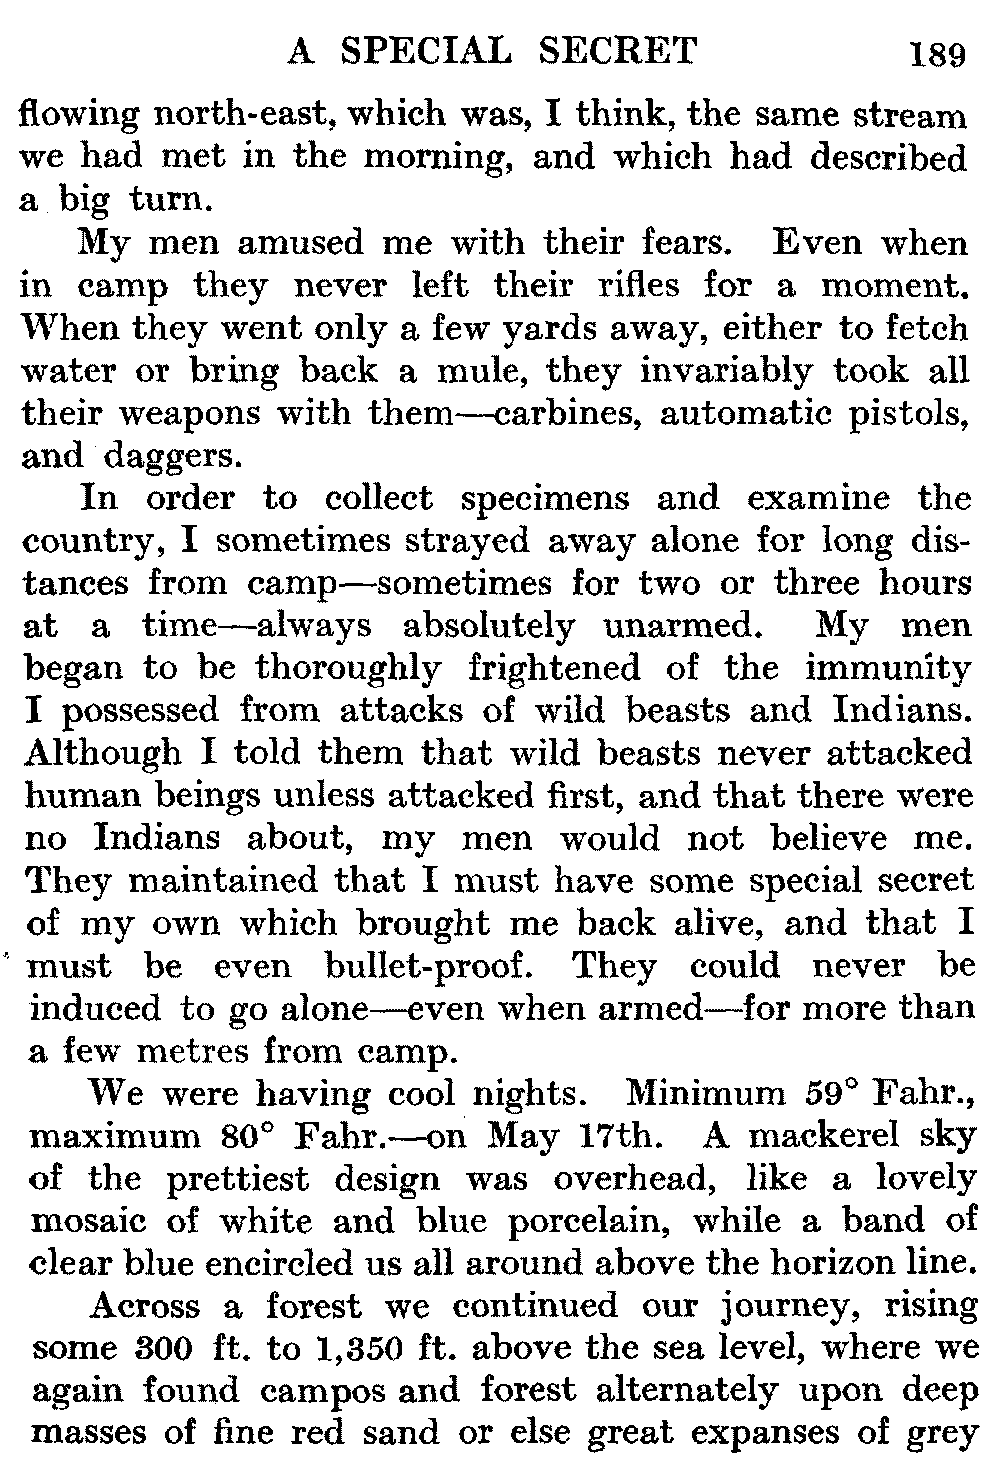 A SPECIAL SECRET 189
flowing north-east, which was, I think, the same stream
we had met in the morning, and which had described
a big turn.
My men amused me with their fears. Even when
in camp they never left their rifles for a moment.
When they went only a few yards away, either to fetch
water or bring back a mule, they invariably took all
their weapons with them—carbines, automatic pistols,
and daggers.
In order to collect specimens and examine the
country, I sometimes strayed away alone for long dis-
tances from camp—sometimes for two or three hours
at a time—always absolutely unarmed. My men
began to be thoroughly frightened of the immunity
I possessed from attacks of wild beasts and Indians.
Although I told them that wild beasts never attacked
human beings unless attacked first, and that there were
no Indians about, my men would not believe me.
They maintained that I must have some special secret
of my own which brought me back alive, and that I
must be even bullet-proof. They could never be
induced to go alone—even when armed—for more than
a few metres from camp.
We were having cool nights. Minimum 59° Fahr.,
maximum 80° Fahr.—on May 17th. A mackerel sky
of the prettiest design was overhead, like a lovely
mosaic of white and blue porcelain, while a band of
clear blue encircled us all around above the horizon line.
Across a forest we continued our journey, rising
some 300 ft. to 1,350 ft. above the sea level, where we
again found campos and forest alternately upon deep
masses of fine red sand or else great expanses of grey